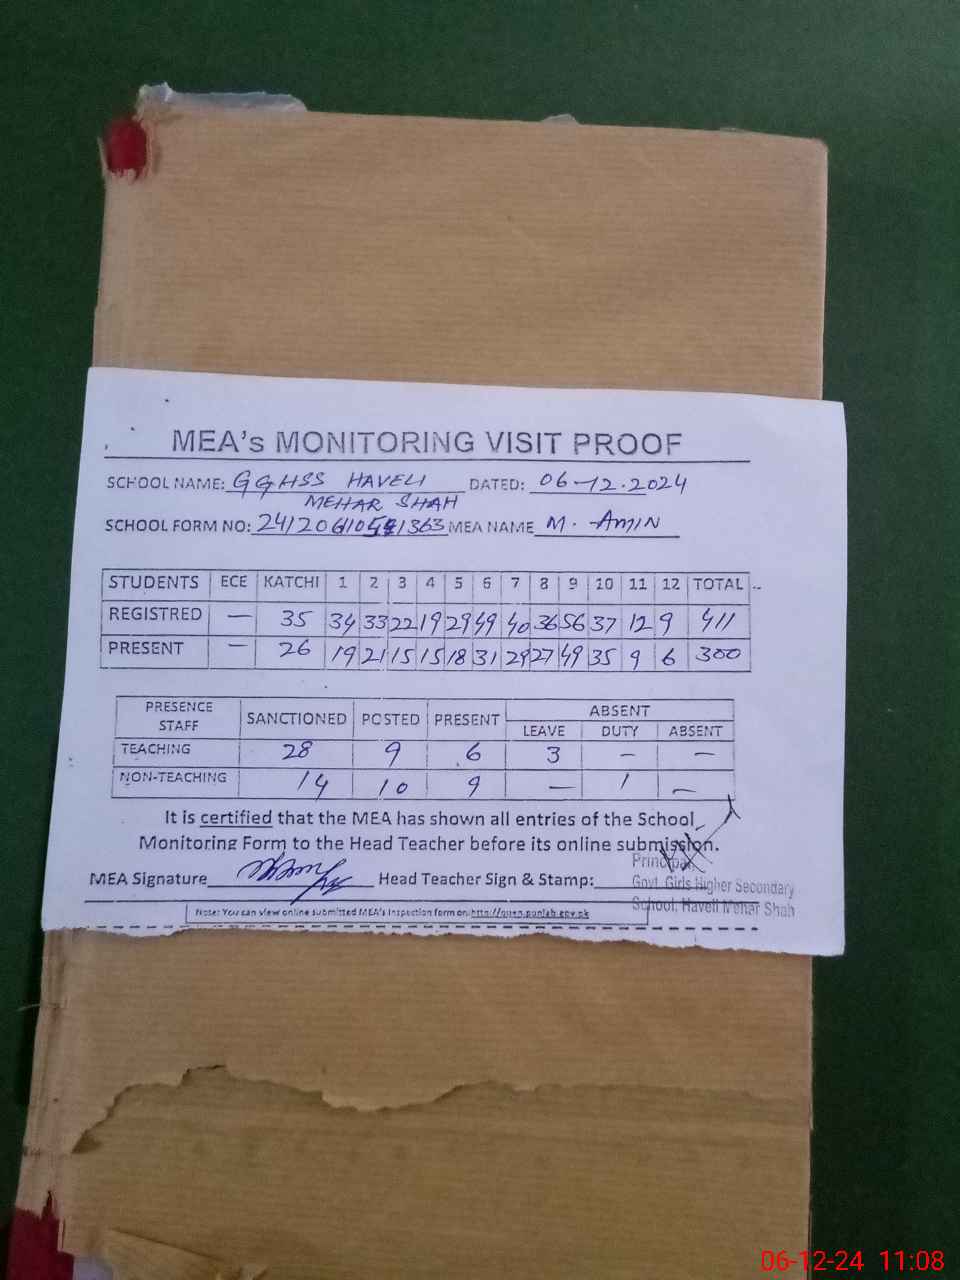 MEA's MONITORING VISIT PROOF
SCHOOL NAME: GGHSS HAVELI DATED: 06-12.2024
MEHAR SHAH
SCHOOL FORM NO: MEA NAME M. AMIN
STUDENTS ECE KATCHI 1 2 3 4 5 6 7 8 9 10 11 12 TOTAL
REGISTRED — 35 34 33 22 19 29 49 40 36 56 37 12 9 411
PRESENT — 26 19 21 15 15 18 31 29 27 49 35 9 6 300
PRESENCE STAFF SANCTIONED POSTED PRESENT ABSENT
LEAVE DUTY ABSENT
TEACHING 28 9 6 3 — —
NON-TEACHING 14 10 9 — 1 —
It is certified that the MEA has shown all entries of the School
Monitoring Form to the Head Teacher before its online submission.
MEA Signature Head Teacher Sign & Stamp:
Principal,
Govt. Girls Higher Secondary
School, Haveli Mehar Shah
Note: You can view online submitted MEA's Inspection form on: http://open.punjab.gov.pk
06-12-24 11:08